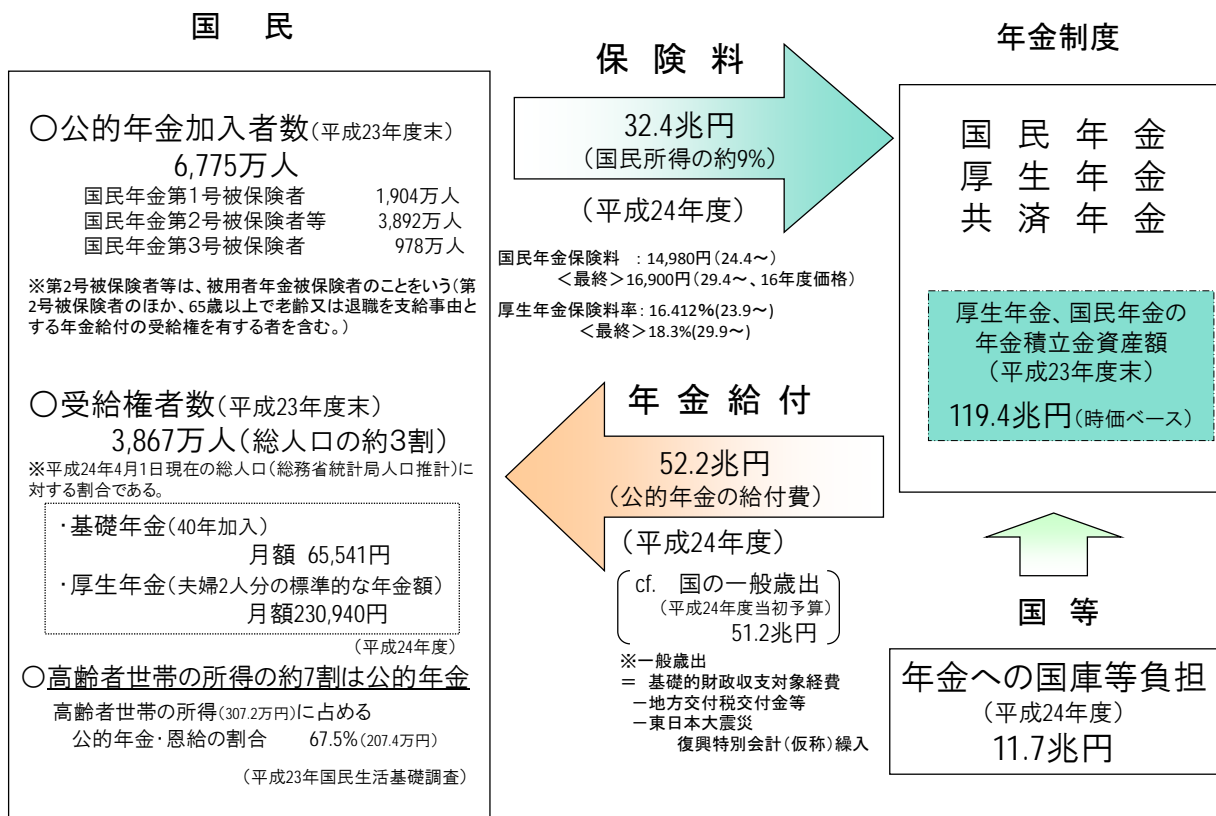 国 民
〇公的年金加入者数(平成23年度末)
6,775万人
国民年金第1号被保険者 1,904万人
国民年金第2号被保険者等 3,892万人
国民年金第3号被保険者 978万人
※第2号被保険者等は、被用者年金被保険者のことをいう(第
2号被保険者のほか、65歳以上で老齢又は退職を支給事由と
する年金給付の受給権を有する者を含む。)
〇受給権者数(平成23年度末)
3,867万人(総人口の約3割)
※平成24年4月1日現在の総人口(総務省統計局人口推計)に
対する割合である。
・基礎年金(40年加入)
月額 65,541円
・厚生年金(夫婦2人分の標準的な年金額)
月額230,940円
(平成24年度)
〇高齢者世帯の所得の約7割は公的年金
高齢者世帯の所得(307.2万円)に占める
公的年金・恩給の割合 67.5%(207.4万円)
(平成23年国民生活基礎調査)
保 険 料
32.4兆円
(国民所得の約9%)
(平成24年度)
国民年金保険料 :14,980円(24.4~)
<最終>16,900円(29.4~、16年度価格)
厚生年金保険料率:16.412%(23.9~)
<最終>18.3%(29.9~)
年 金 給 付
52.2兆円
(公的年金の給付費)
(平成24年度)
cf. 国の一般歳出
(平成24年度当初予算)
51.2兆円
※一般歳出
= 基礎的財政収支対象経費
-地方交付税交付金等
-東日本大震災
復興特別会計(仮称)繰入
年金制度
国 民 年 金
厚 生 年 金
共 済 年 金
厚生年金、国民年金の
年金積立金資産額
(平成23年度末)
119.4兆円(時価ベース)
国 等
年金への国庫等負担
(平成24年度)
11.7兆円